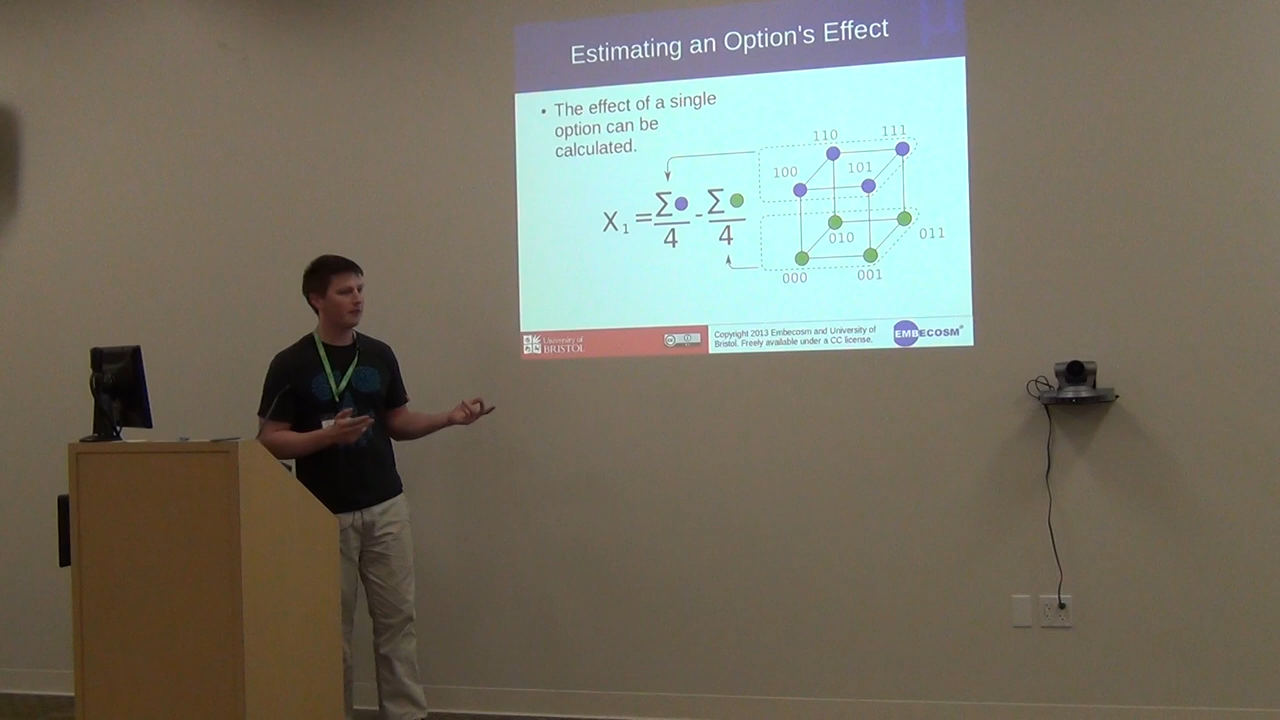 Estimating an Option's Effect
• The effect of a single
option can be
calculated.
X₁ = Σ●/4 - Σ●/4
110
111
100
101
010
011
000
001
University of
BRISTOL
Copyright 2013 Embecosm and University of
Bristol. Freely available under a CC license.
EMBECOSM®